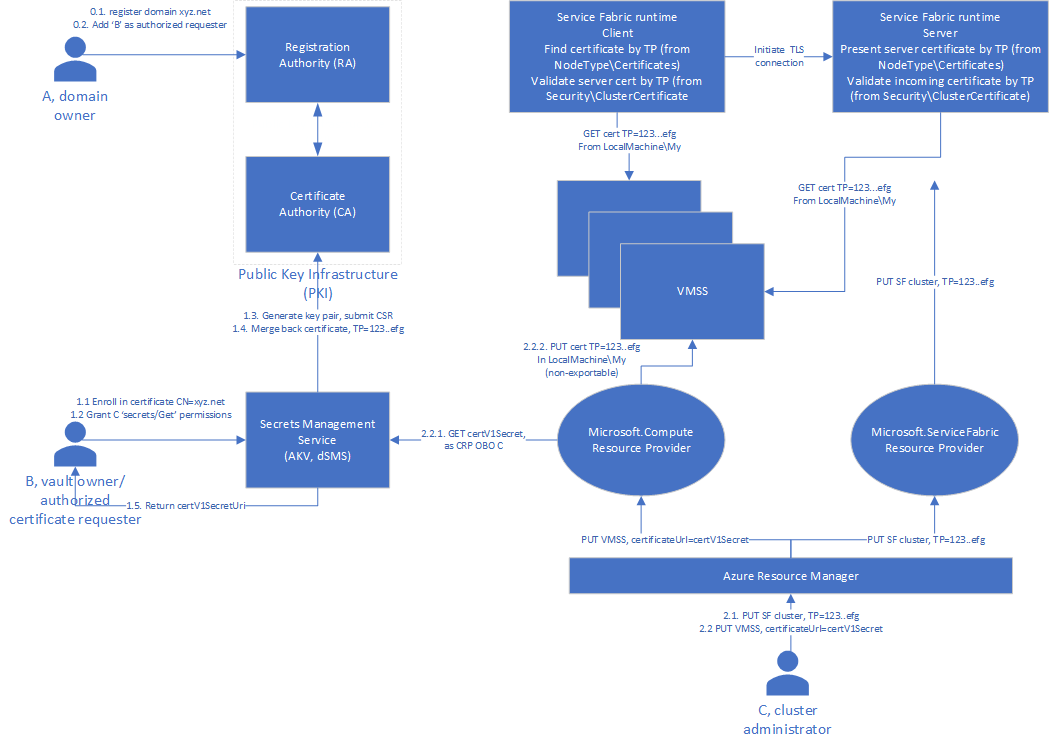 0.1. register domain xyz.net
0.2. Add 'B' as authorized requester
A, domain
owner
Registration
Authority (RA)
Certificate
Authority (CA)
Public Key Infrastructure
(PKI)
1.3. Generate key pair, submit CSR
1.4. Merge back certificate, TP=123..efg
1.1 Enroll in certificate CN=xyz.net
1.2 Grant C 'secrets/Get' permissions
B, vault owner/
authorized
certificate requester
Secrets Management
Service
(AKV, dSMS)
1.5. Return certV1SecretUri
Service Fabric runtime
Client
Find certificate by TP (from
NodeType\Certificates)
Validate server cert by TP (from
Security\ClusterCertificate
Initiate TLS
connection
Service Fabric runtime
Server
Present server certificate by TP (from
NodeType\Certificates)
Validate incoming certificate by TP
(from Security\ClusterCertificate)
GET cert TP=123...efg
From LocalMachine\My
GET cert TP=123...efg
From LocalMachine\My
VMSS
PUT SF cluster, TP=123..efg
2.2.2. PUT cert TP=123..efg
In LocalMachine\My
(non-exportable)
2.2.1. GET certV1Secret,
as CRP OBO C
Microsoft.Compute
Resource Provider
Microsoft.ServiceFabric
Resource Provider
PUT VMSS, certificateUrl=certV1Secret
PUT SF cluster, TP=123..efg
Azure Resource Manager
2.1. PUT SF cluster, TP=123..efg
2.2 PUT VMSS, certificateUrl=certV1Secret
C, cluster
administrator